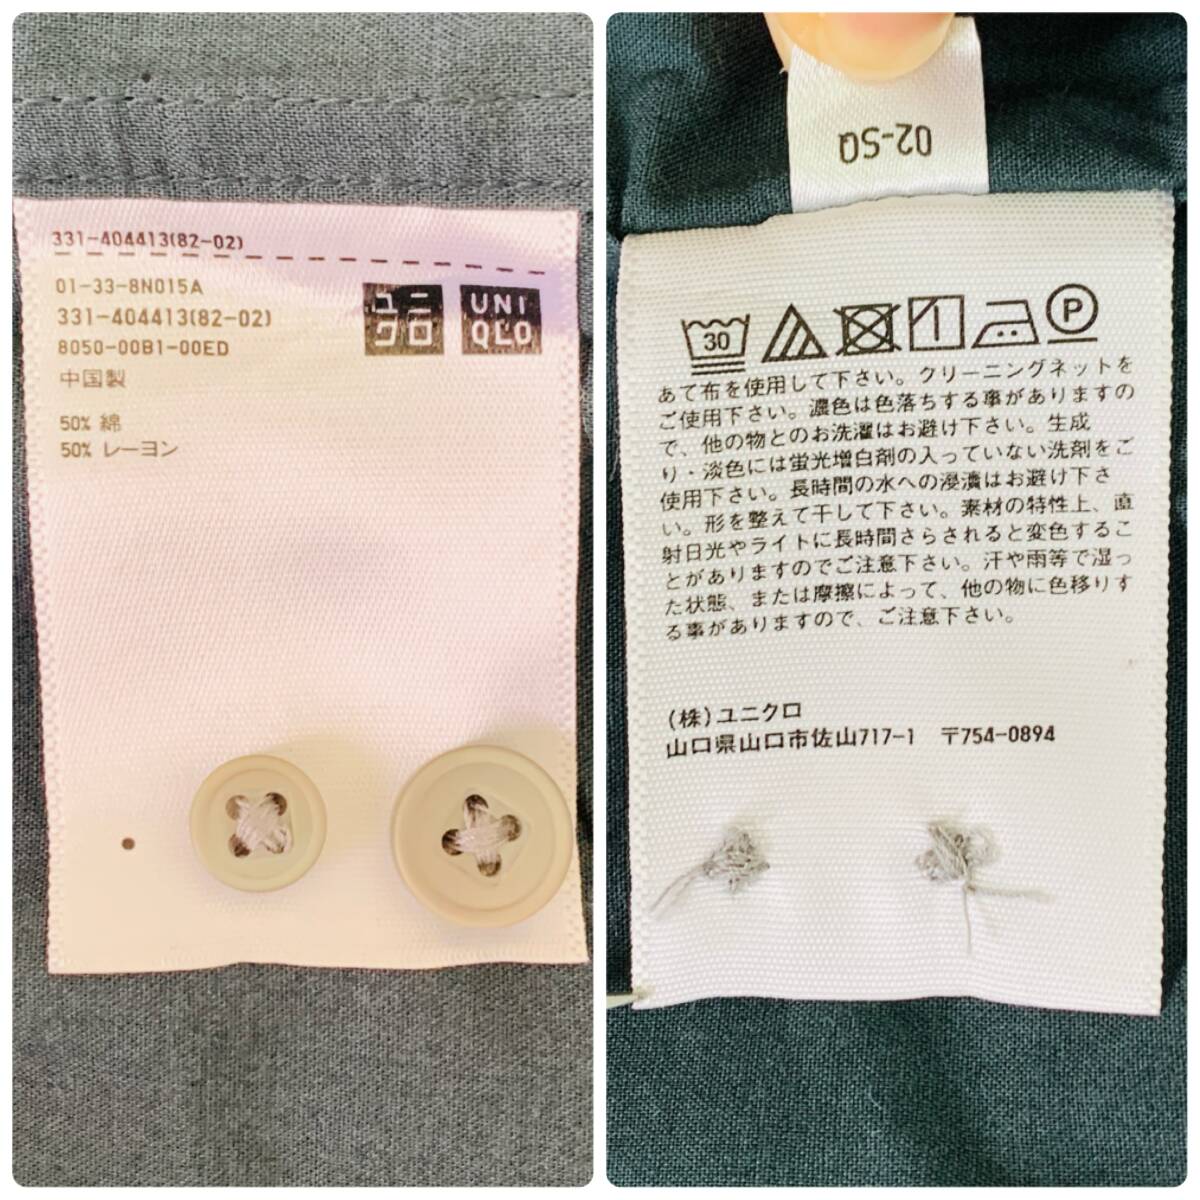 331-404413(82-02)
01-33-8N015A
331-404413(82-02)
8050-00B1-00ED
中国製
50% 綿
50% レーヨン
ユニ
クロ
UNI
QLO
02-SQ
30
P
あて布を使用して下さい。クリーニングネットを
ご使用下さい。濃色は色落ちする事がありますの
で、他の物とのお洗濯はお避け下さい。生成
り・淡色には蛍光増白剤の入っていない洗剤をご
使用下さい。長時間の水への浸漬はお避け下さ
い。形を整えて干して下さい。素材の特性上、直
射日光やライトに長時間さらされると変色するこ
とがありますのでご注意下さい。汗や雨等で湿っ
た状態、または摩擦によって、他の物に色移りす
る事がありますので、ご注意下さい。
(株)ユニクロ
山口県山口市佐山717-1 〒754-0894